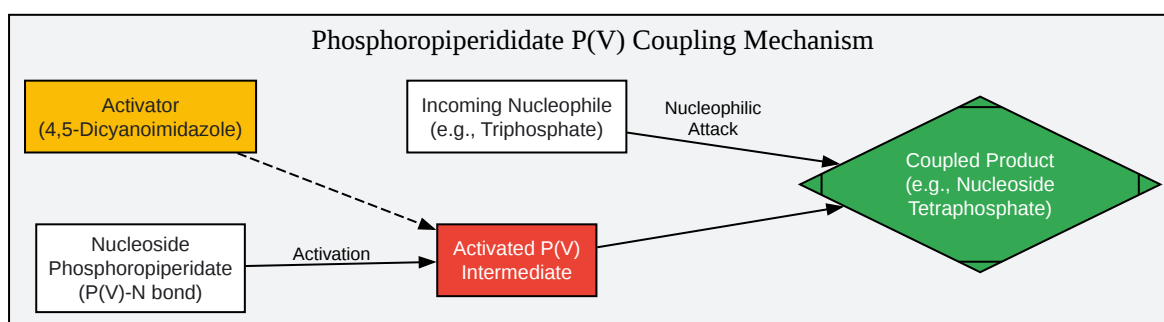 Phosphoropiperididate P(V) Coupling Mechanism
Activator
(4,5-Dicyanoimidazole)
Incoming Nucleophile
(e.g., Triphosphate)
Nucleophilic
Attack
Coupled Product
(e.g., Nucleoside
Tetraphosphate)
Nucleoside
Phosphoropiperidate
(P(V)-N bond)
Activation
Activated P(V)
Intermediate